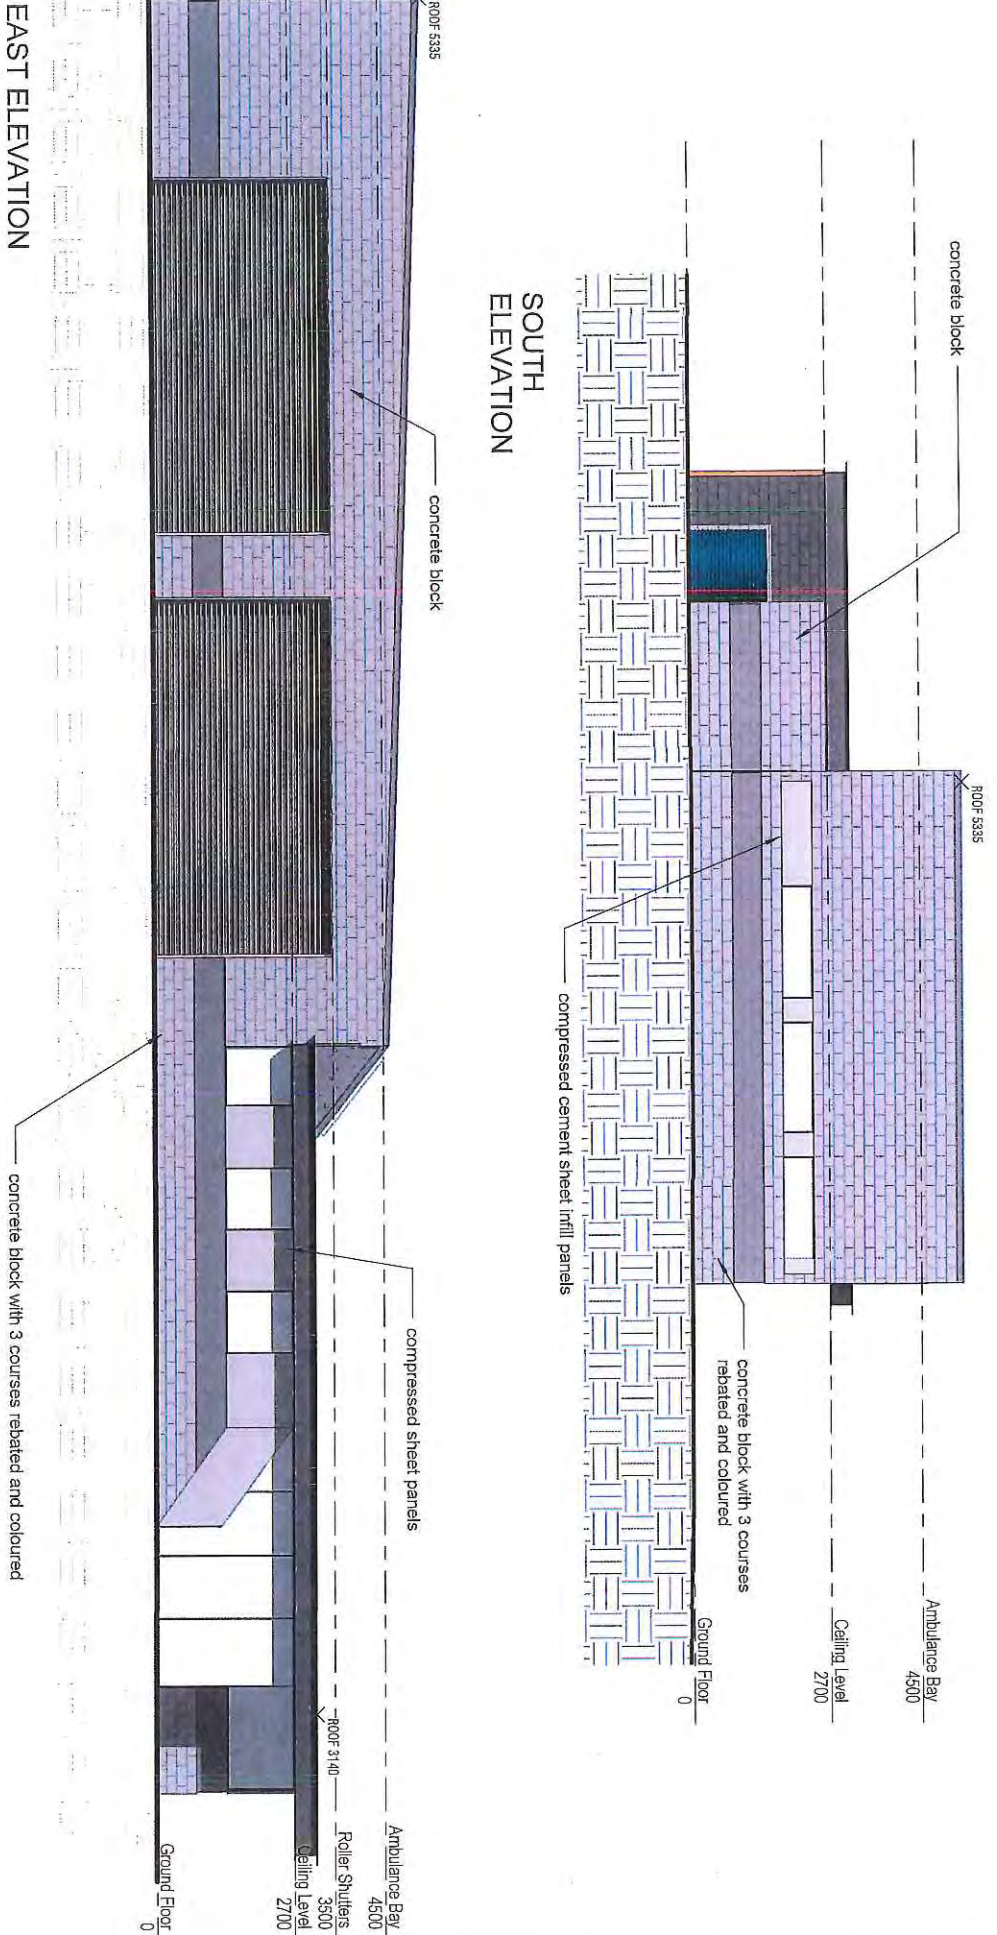 concrete block
ROOF 5335
Ambulance Bay
4500
Ceiling Level
2700
Ground Floor
0
concrete block with 3 courses
rebated and coloured
compressed cement sheet infill panels
SOUTH
ELEVATION
ROOF 5335
concrete block
compressed sheet panels
ROOF 3140
Ambulance Bay
4500
Roller Shutters
3500
Ceiling Level
2700
Ground Floor
0
concrete block with 3 courses rebated and coloured
EAST ELEVATION